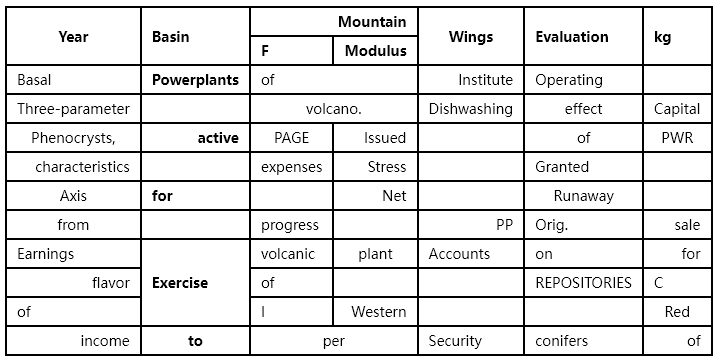 Year Basin Mountain Wings Evaluation kg
F Modulus
Basal Powerplants of Institute Operating
Three-parameter volcano. Dishwashing effect Capital
Phenocrysts, active PAGE Issued of PWR
characteristics expenses Stress Granted
Axis for Net Runaway
from progress PP Orig. sale
Earnings volcanic plant Accounts on for
flavor Exercise of REPOSITORIES C
of I Western Red
income to per Security conifers of